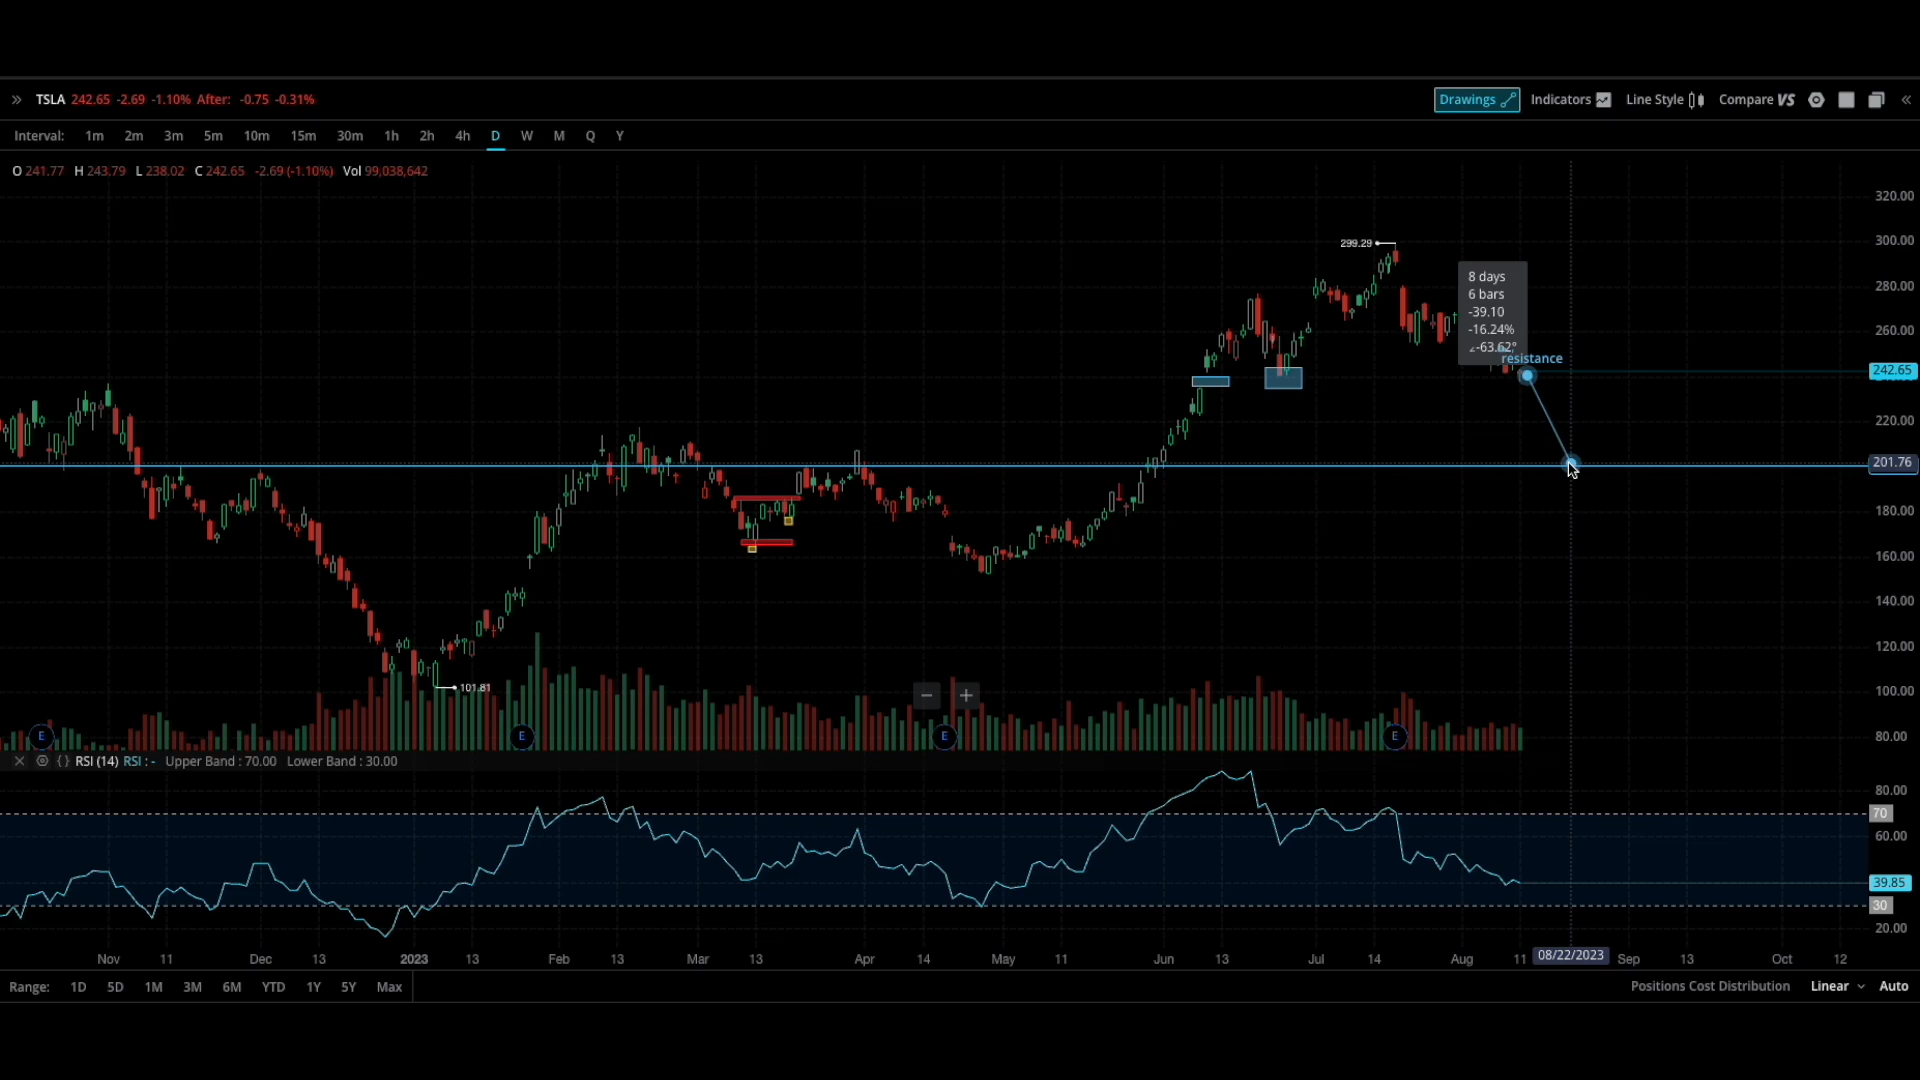 TSLA 242.65 -2.69 -1.10% After: -0.75 -0.31%
Drawings Indicators Line Style Compare VS
Interval: 1m 2m 3m 5m 10m 15m 30m 1h 2h 4h D W M Q Y
O 241.77 H 243.79 L 238.02 C 242.65 -2.69 (-1.10%) Vol 99,038,642
320.00
299.29
300.00
8 days
6 bars
-39.10
-16.24%
∠-63.62°
280.00
260.00
resistance
242.65
220.00
201.76
180.00
160.00
140.00
120.00
101.81
100.00
80.00
E E E E
RSI (14) RSI : - Upper Band : 70.00 Lower Band : 30.00
80.00
70
60.00
39.85
30
20.00
Nov 11 Dec 13 2023 13 Feb 13 Mar 13 Apr 14 May 11 Jun 13 Jul 14 Aug 11 08/22/2023 Sep 13 Oct 12
Range: 1D 5D 1M 3M 6M YTD 1Y 5Y Max
Positions Cost Distribution Linear Auto